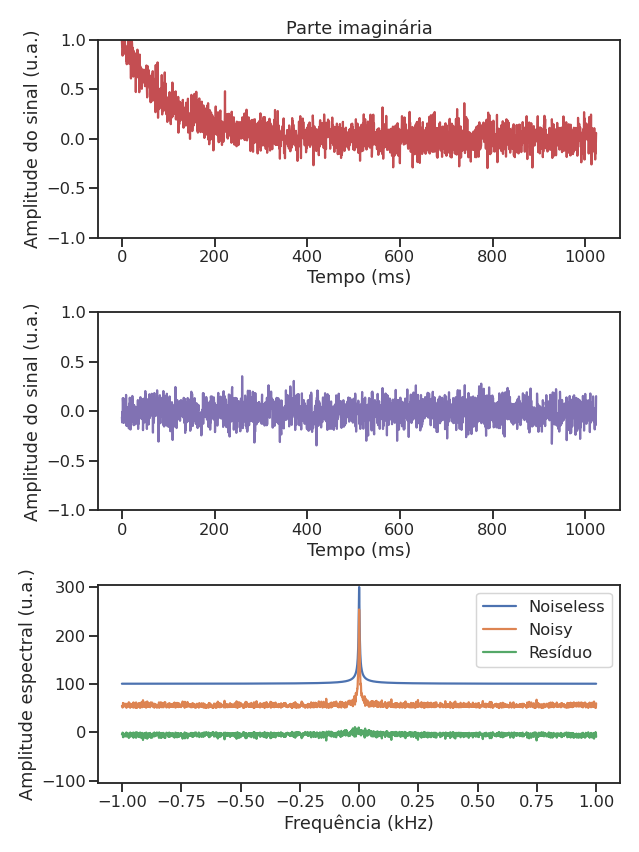 Parte imaginária
Amplitude do sinal (u.a.)
1.0
0.5
0.0
−0.5
−1.0
0 200 400 600 800 1000
Tempo (ms)
Amplitude do sinal (u.a.)
1.0
0.5
0.0
−0.5
−1.0
0 200 400 600 800 1000
Tempo (ms)
Amplitude espectral (u.a.)
300
200
100
0
−100
Noiseless
Noisy
Resíduo
−1.00 −0.75 −0.50 −0.25 0.00 0.25 0.50 0.75 1.00
Frequência (kHz)